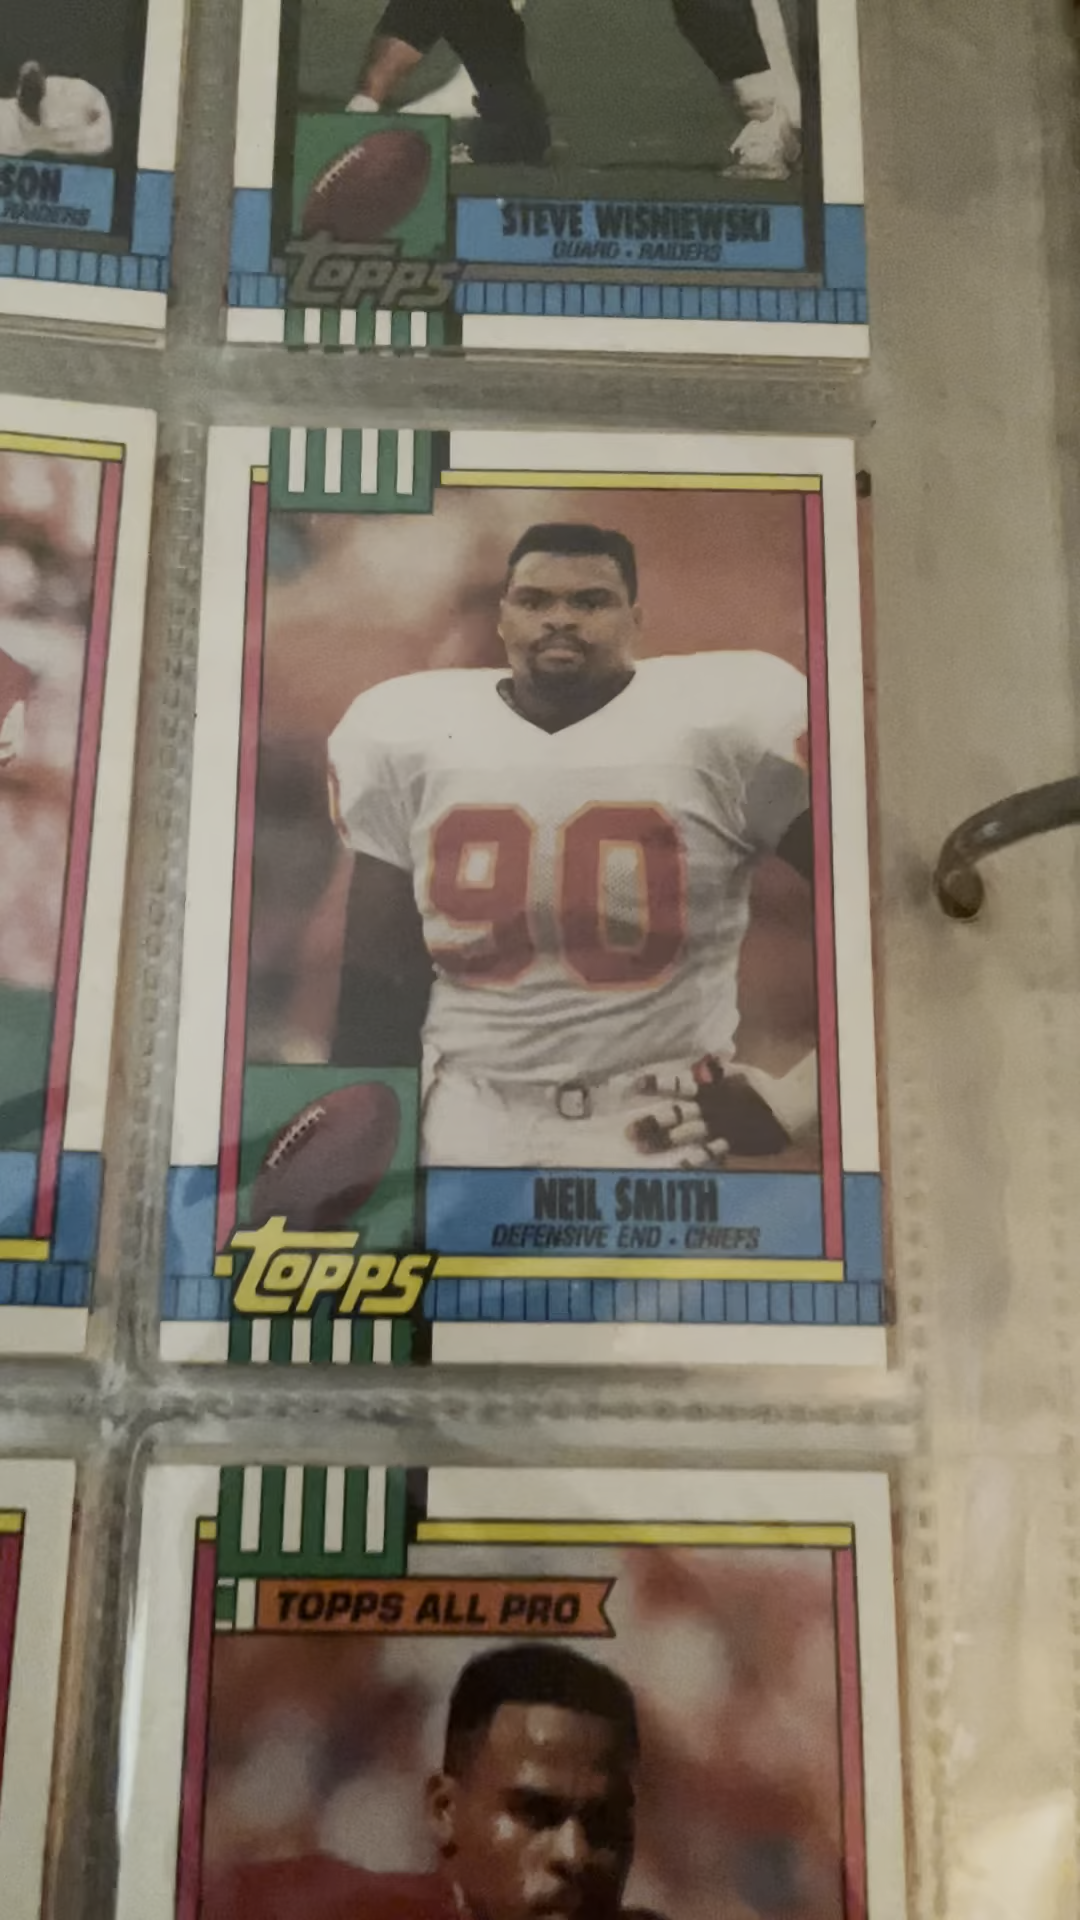 SON
RAIDERS
STEVE WISNIEWSKI
GUARD • RAIDERS
TOPPS
90
NEIL SMITH
DEFENSIVE END • CHIEFS
TOPPS
TOPPS ALL PRO